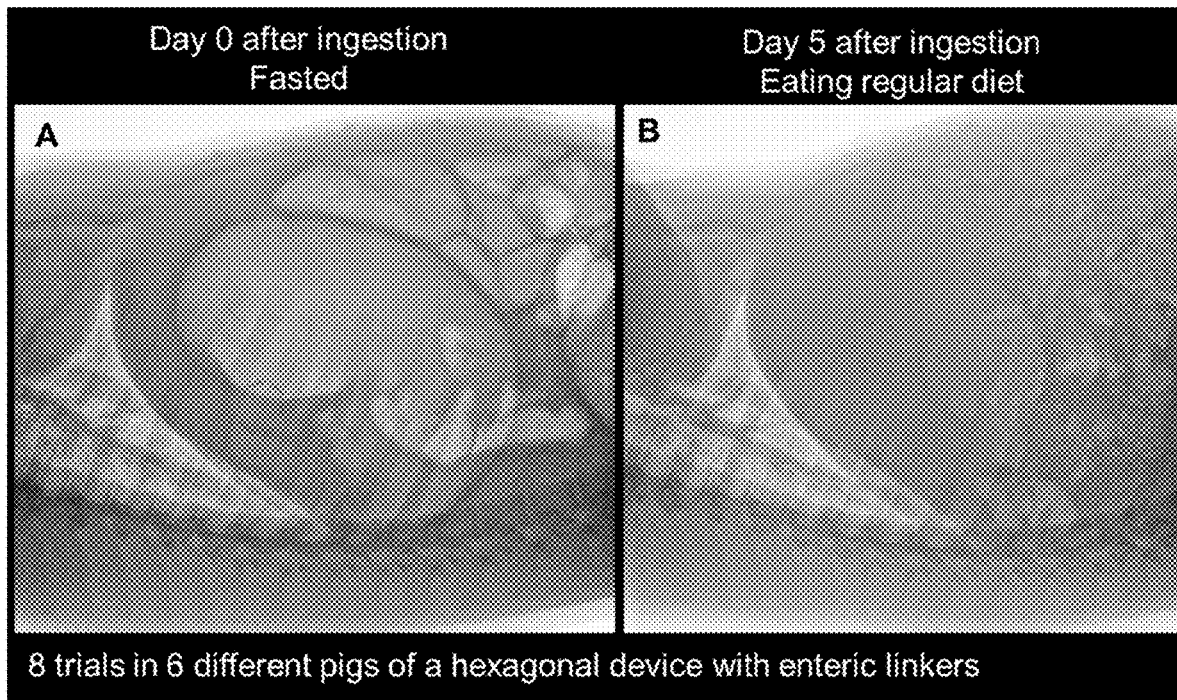 Day 0 after ingestion
Fasted
Day 5 after ingestion
Eating regular diet
A
B
8 trials in 6 different pigs of a hexagonal device with enteric linkers